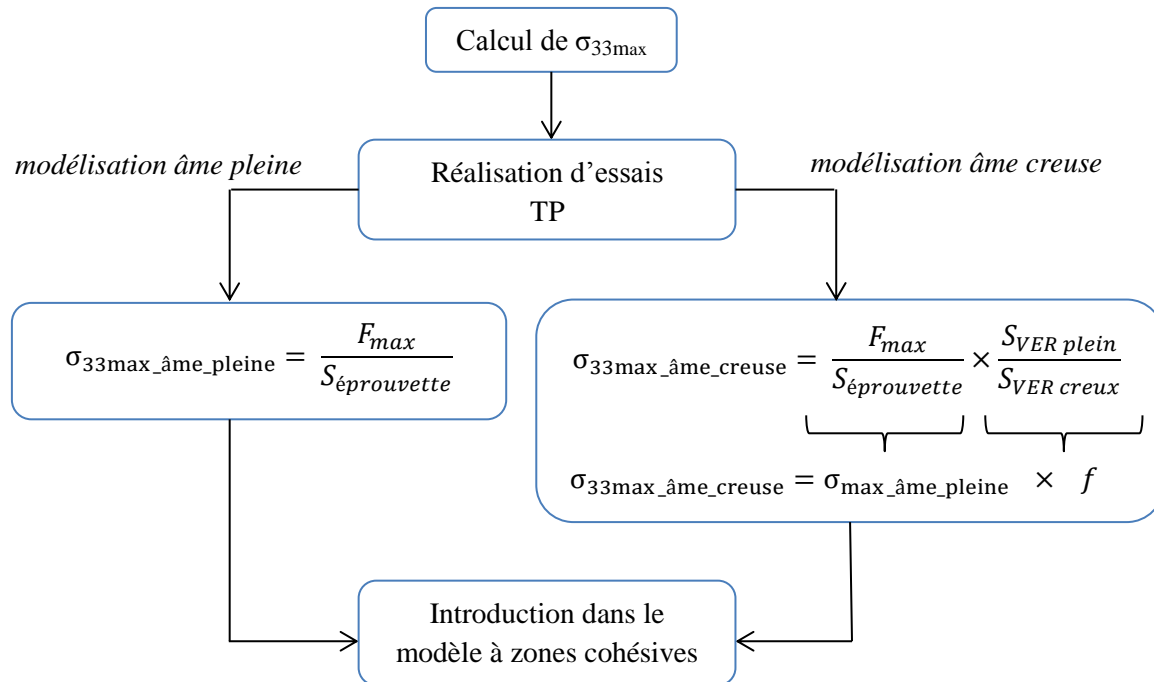 Calcul de σ33max
modélisation âme pleine
Réalisation d’essais
TP
modélisation âme creuse
σ33max_âme_pleine = Fmax / Séprouvette
σ33max_âme_creuse = Fmax / Séprouvette × SVER plein / SVER creux
σ33max_âme_creuse = σmax_âme_pleine × f
Introduction dans le
modèle à zones cohésives